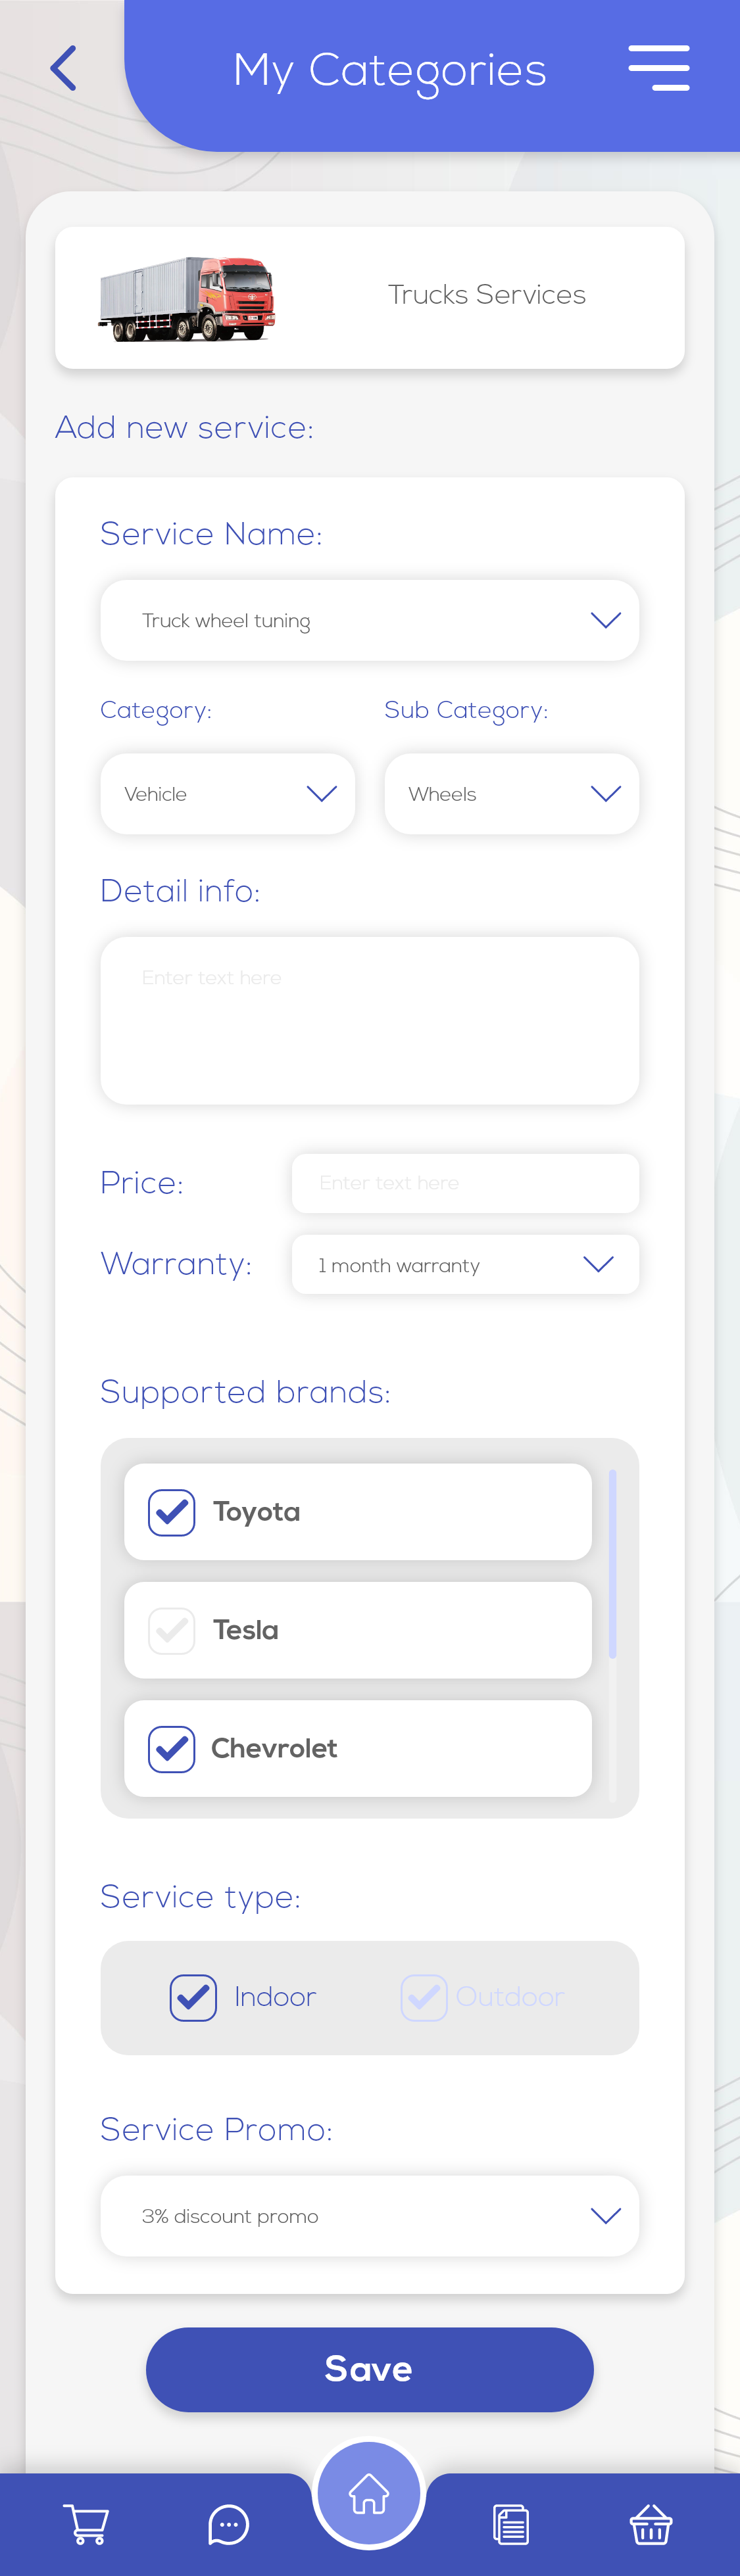 My Categories
Trucks Services
Add new service:
Service Name:
Truck wheel tuning
Category:
Sub Category:
Vehicle
Wheels
Detail info:
Enter text here
Price:
Enter text here
Warranty:
1 month warranty
Supported brands:
Toyota
Tesla
Chevrolet
Service type:
Indoor
Outdoor
Service Promo:
3% discount promo
Save